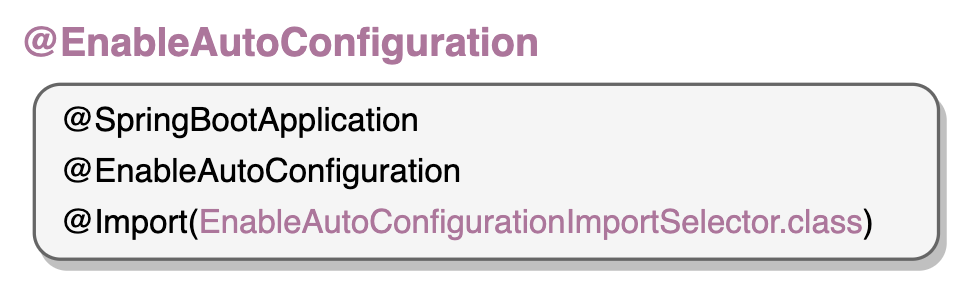 @EnableAutoConfiguration
@SpringBootApplication
@EnableAutoConfiguration
@Import(EnableAutoConfigurationImportSelector.class)